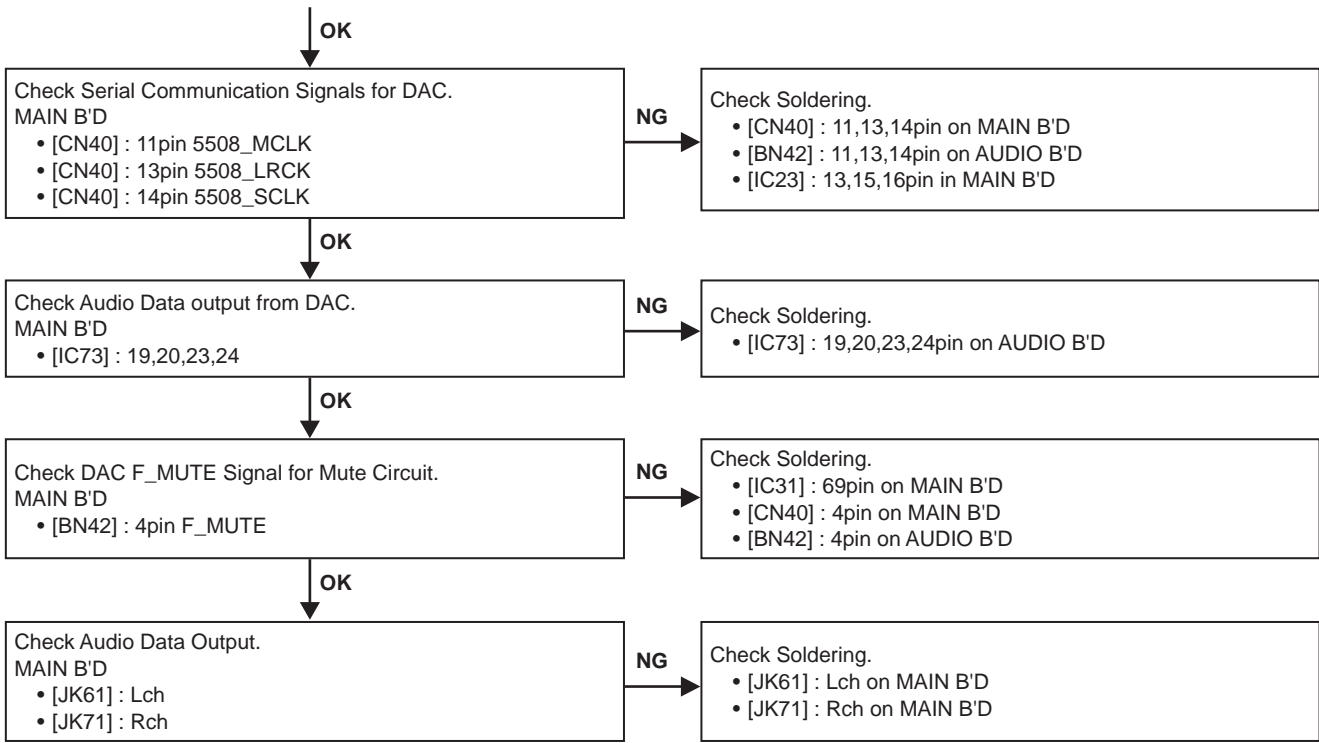 OK
Check Serial Communication Signals for DAC.
MAIN B'D
• [CN40] : 11pin 5508_MCLK
• [CN40] : 13pin 5508_LRCK
• [CN40] : 14pin 5508_SCLK
NG
Check Soldering.
• [CN40] : 11,13,14pin on MAIN B'D
• [BN42] : 11,13,14pin on AUDIO B'D
• [IC23] : 13,15,16pin in MAIN B'D
OK
Check Audio Data output from DAC.
MAIN B'D
• [IC73] : 19,20,23,24
NG
Check Soldering.
• [IC73] : 19,20,23,24pin on AUDIO B'D
OK
Check DAC F_MUTE Signal for Mute Circuit.
MAIN B'D
• [BN42] : 4pin F_MUTE
NG
Check Soldering.
• [IC31] : 69pin on MAIN B'D
• [CN40] : 4pin on MAIN B'D
• [BN42] : 4pin on AUDIO B'D
OK
Check Audio Data Output.
MAIN B'D
• [JK61] : Lch
• [JK71] : Rch
NG
Check Soldering.
• [JK61] : Lch on MAIN B'D
• [JK71] : Rch on MAIN B'D